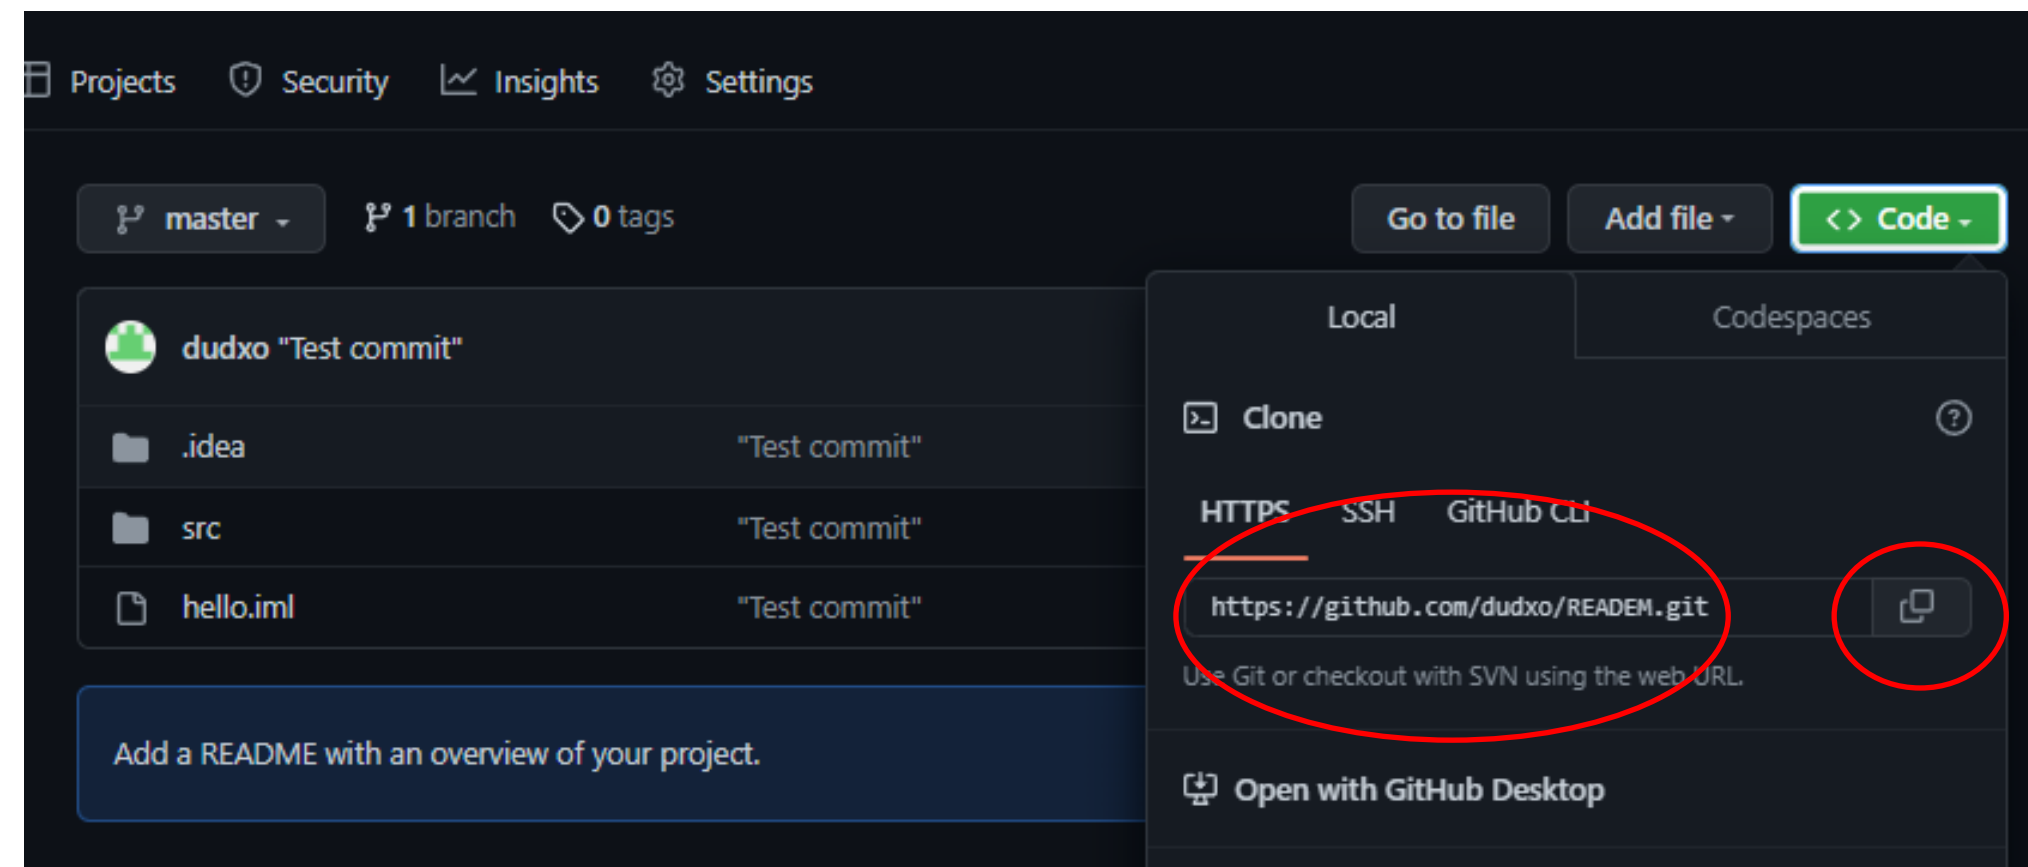 Projects Security Insights Settings
master 1 branch 0 tags Go to file Add file <> Code
Local Codespaces
dudxo "Test commit"
Clone
.idea "Test commit"
HTTPS SSH GitHub CLI
src "Test commit"
hello.iml "Test commit"
https://github.com/dudxo/READEM.git
Use Git or checkout with SVN using the web URL.
Add a README with an overview of your project.
Open with GitHub Desktop